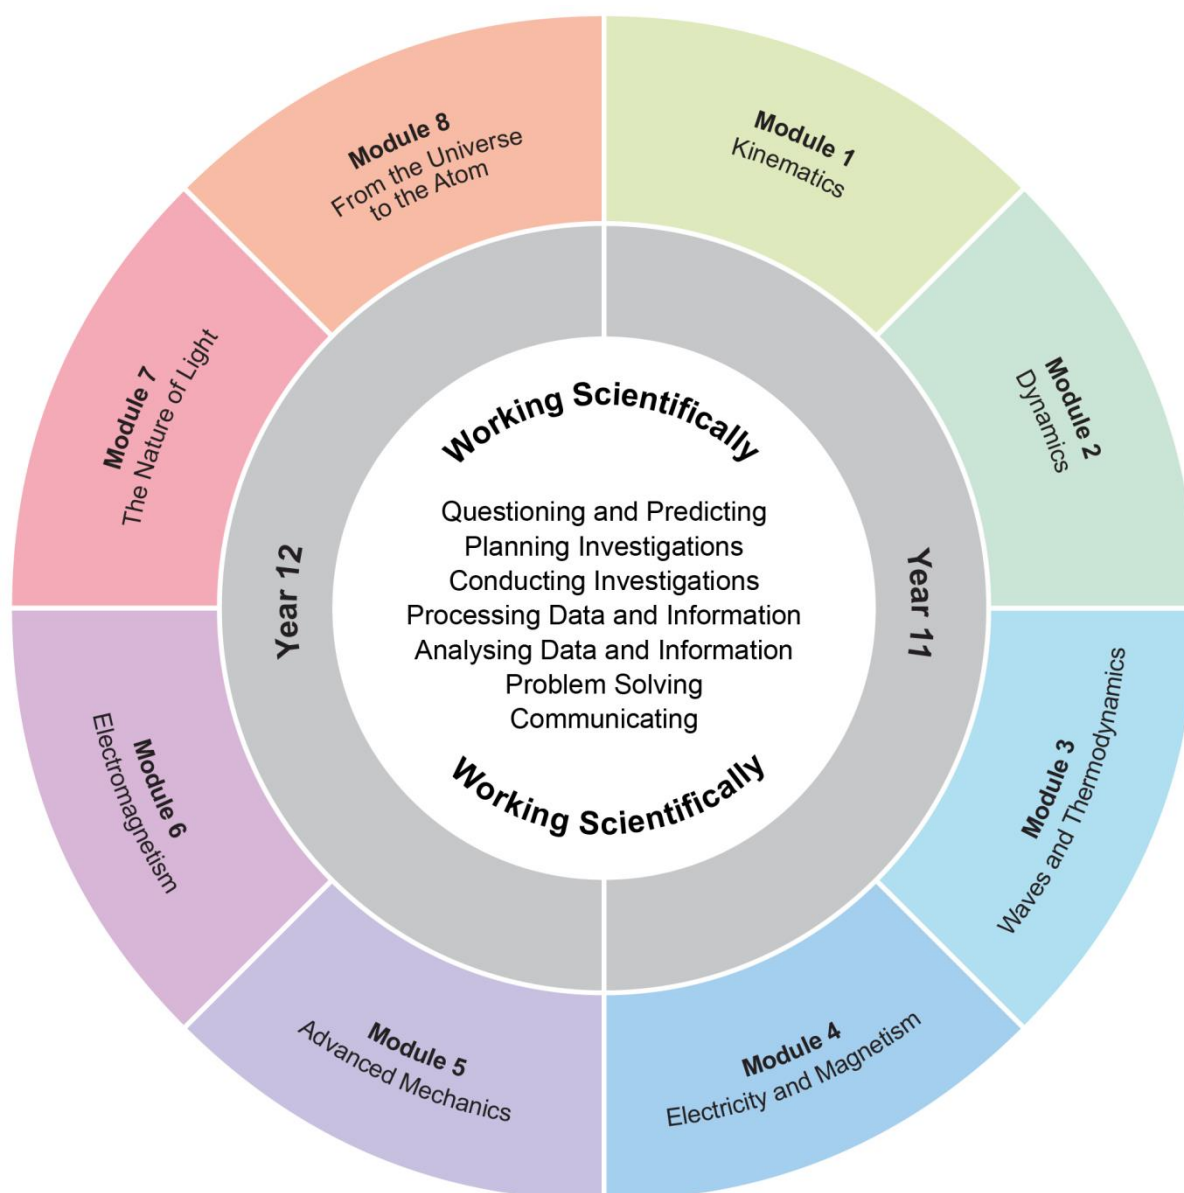 Module 1
Kinematics
Module 2
Dynamics
Module 3
Waves and Thermodynamics
Module 4
Electricity and Magnetism
Module 5
Advanced Mechanics
Module 6
Electromagnetism
Module 7
The Nature of Light
Module 8
From the Universe
to the Atom
Year 11
Year 12
Working Scientifically
Questioning and Predicting
Planning Investigations
Conducting Investigations
Processing Data and Information
Analysing Data and Information
Problem Solving
Communicating
Working Scientifically